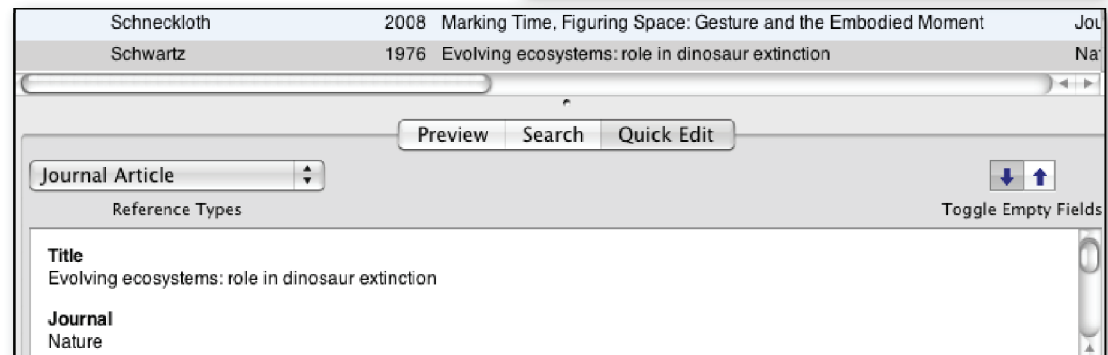 Schneckloth 2008 Marking Time, Figuring Space: Gesture and the Embodied Moment Jou
Schwartz 1976 Evolving ecosystems: role in dinosaur extinction Nat
Preview Search Quick Edit
Journal Article
Reference Types Toggle Empty Fields
Title
Evolving ecosystems: role in dinosaur extinction
Journal
Nature